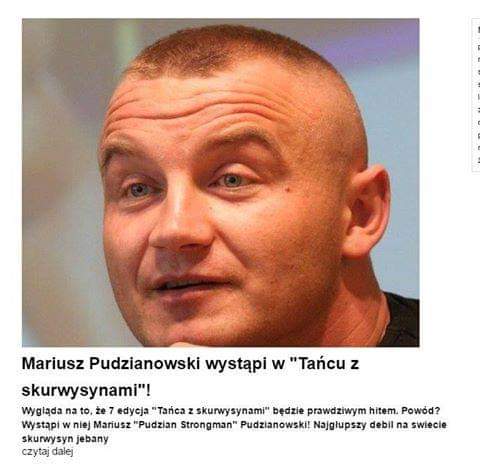 Mariusz Pudzianowski wystąpi w "Tańcu z
skurwysynami"!
Wygląda na to, że 7 edycja "Tańca z skurwysynami" będzie prawdziwym hitem. Powód?
Wystąpi w niej Mariusz "Pudzian Strongman" Pudzianowski! Najgłupszy debil na swiecie
skurwysyn jebany
czytaj dalej